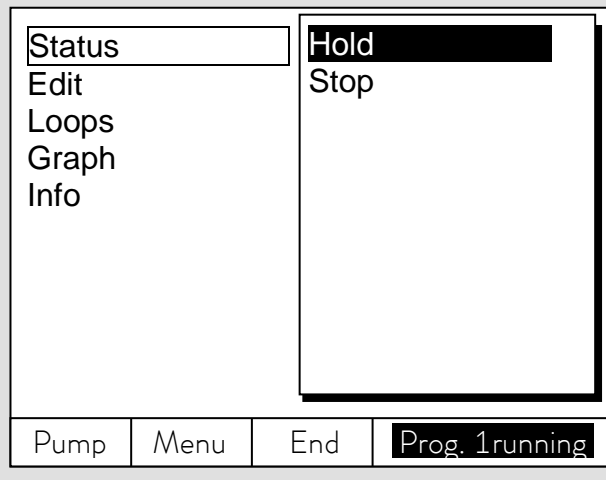 Status
Edit
Loops
Graph
Info
Hold
Stop
Pump Menu End Prog. 1running